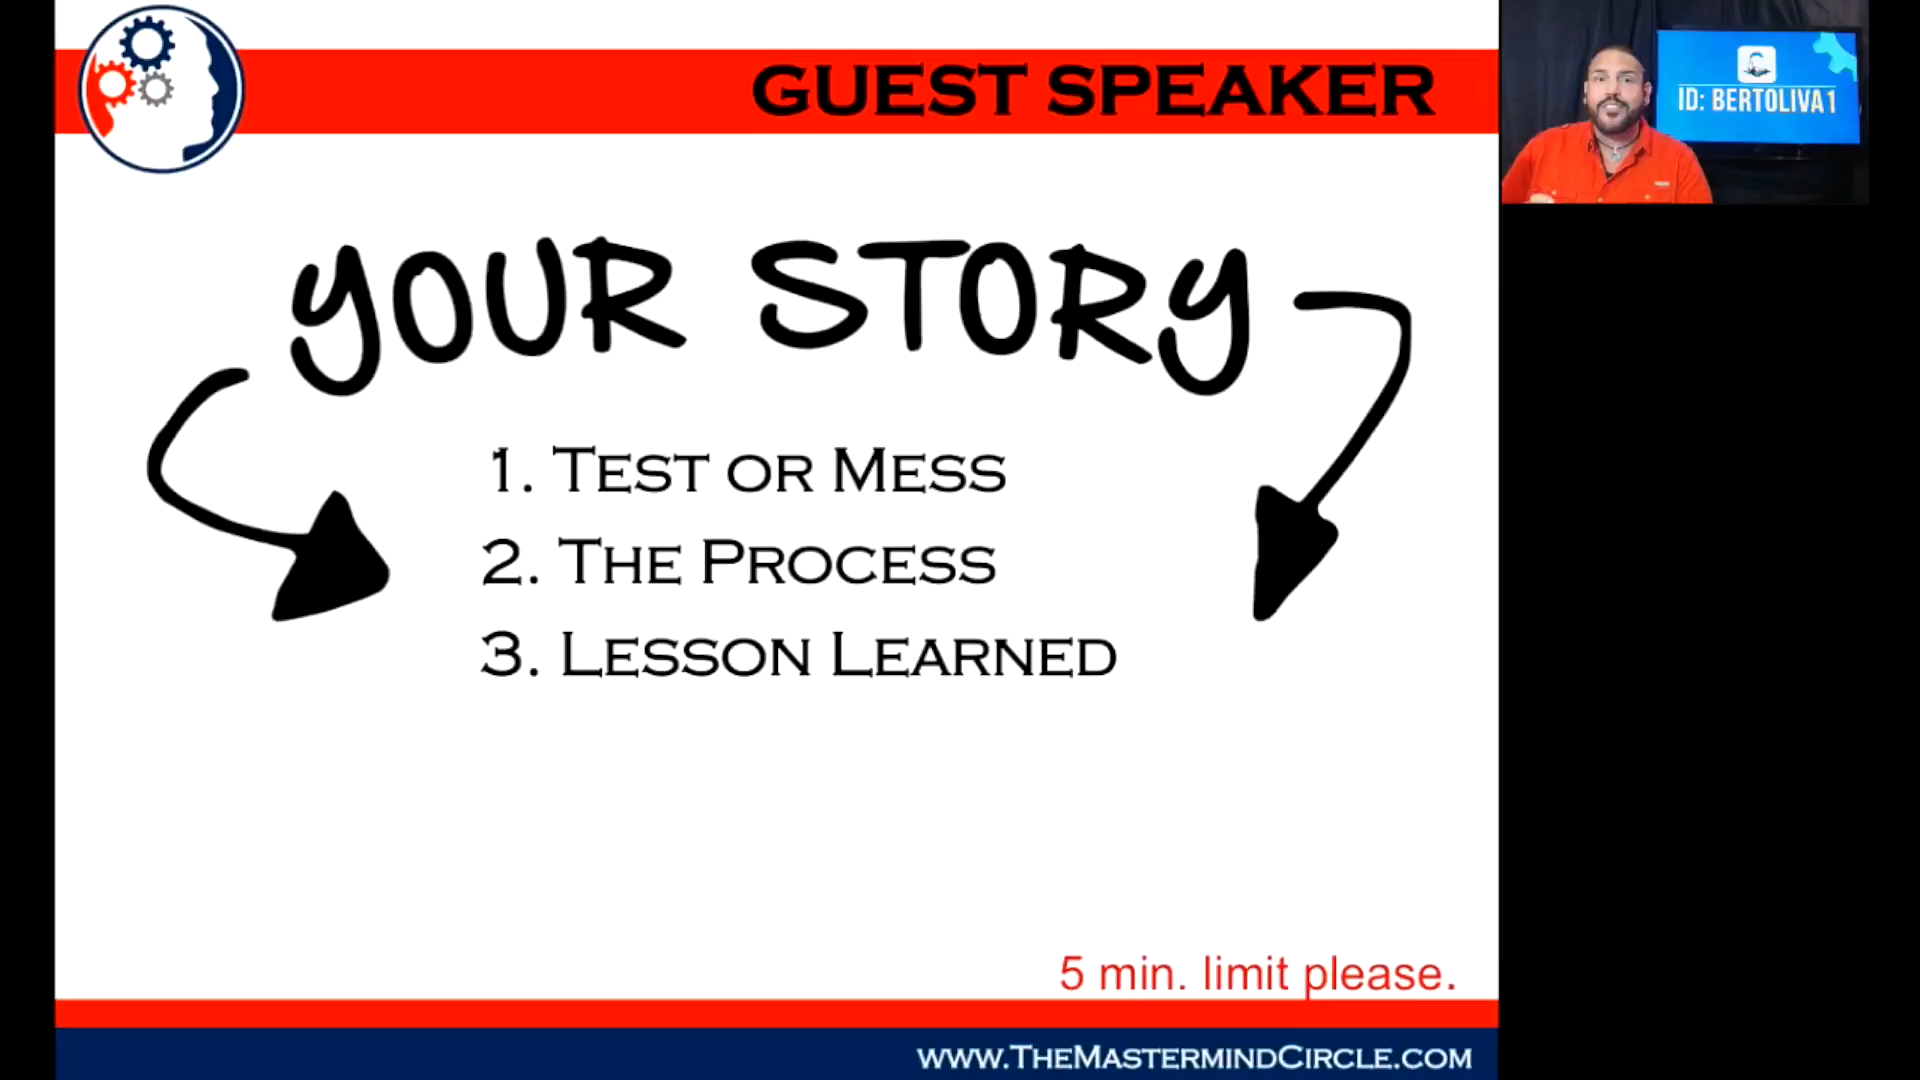 GUEST SPEAKER
ID: BERTOLIVA1
YOUR STORY
1. TEST OR MESS
2. THE PROCESS
3. LESSON LEARNED
5 min. limit please.
WWW.THEMASTERMINDCIRCLE.COM